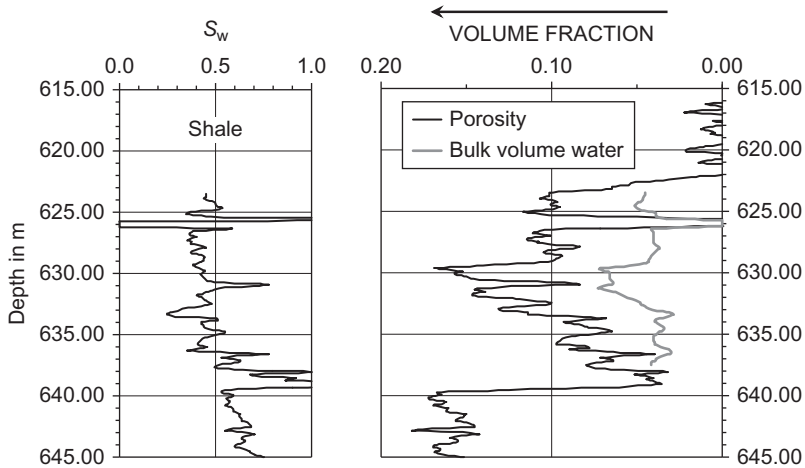 Sw
VOLUME FRACTION
0.0 0.5 1.0
0.20 0.10 0.00
615.00 615.00
Shale
Porosity
Bulk volume water
620.00
625.00 625.00
630.00 630.00
635.00 635.00
640.00 640.00
645.00 645.00
Depth in m